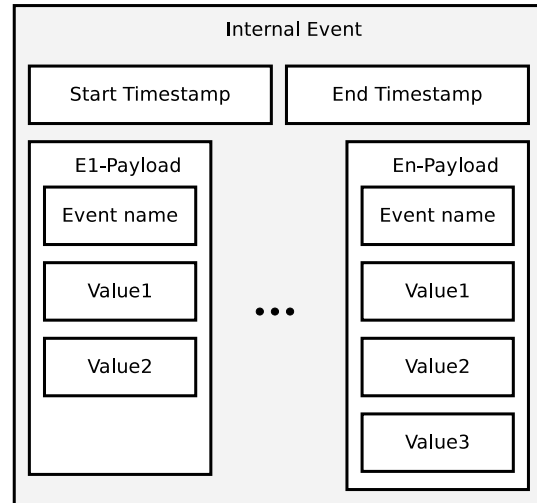 Internal Event
Start Timestamp
End Timestamp
E1-Payload
Event name
Value1
Value2
...
En-Payload
Event name
Value1
Value2
Value3